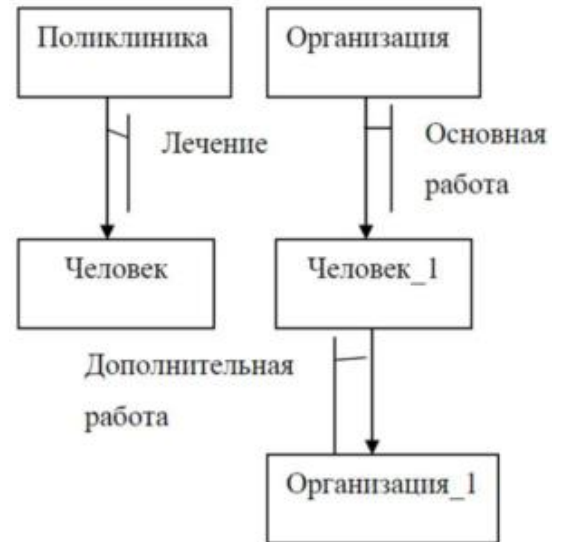 Поликлиника
Организация
Лечение
Основная
работа
Человек
Человек_1
Дополнительная
работа
Организация_1